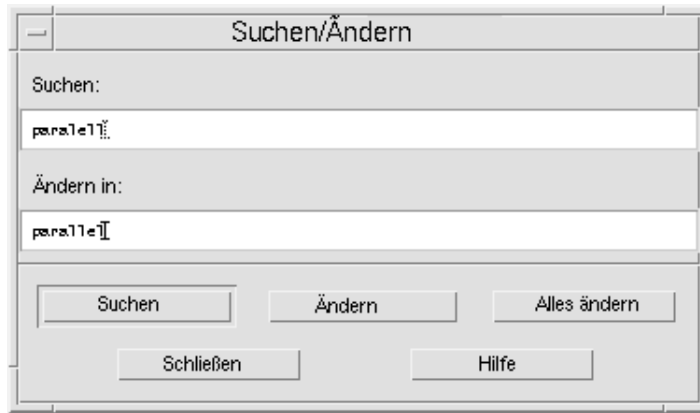 Suchen/Ändern
Suchen:
paralell
Ändern in:
parallel
Suchen Ändern Alles ändern
Schließen Hilfe